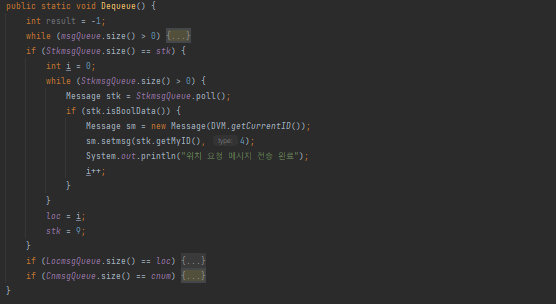 public static void Dequeue() {
int result = -1;
while (msgQueue.size() > 0) {...}
if (StkmsgQueue.size() == stk) {
int i = 0;
while (StkmsgQueue.size() > 0) {
Message stk = StkmsgQueue.poll();
if (stk.isBoolData()) {
Message sm = new Message(DVM.getCurrentID());
sm.setmsg(stk.getMyID(), type: 4);
System.out.println("위치 요청 메시지 전송 완료");
i++;
}
}
loc = i;
stk = 9;
}
if (LocmsgQueue.size() == loc) {...}
if (CnmsgQueue.size() == cnum) {...}
}